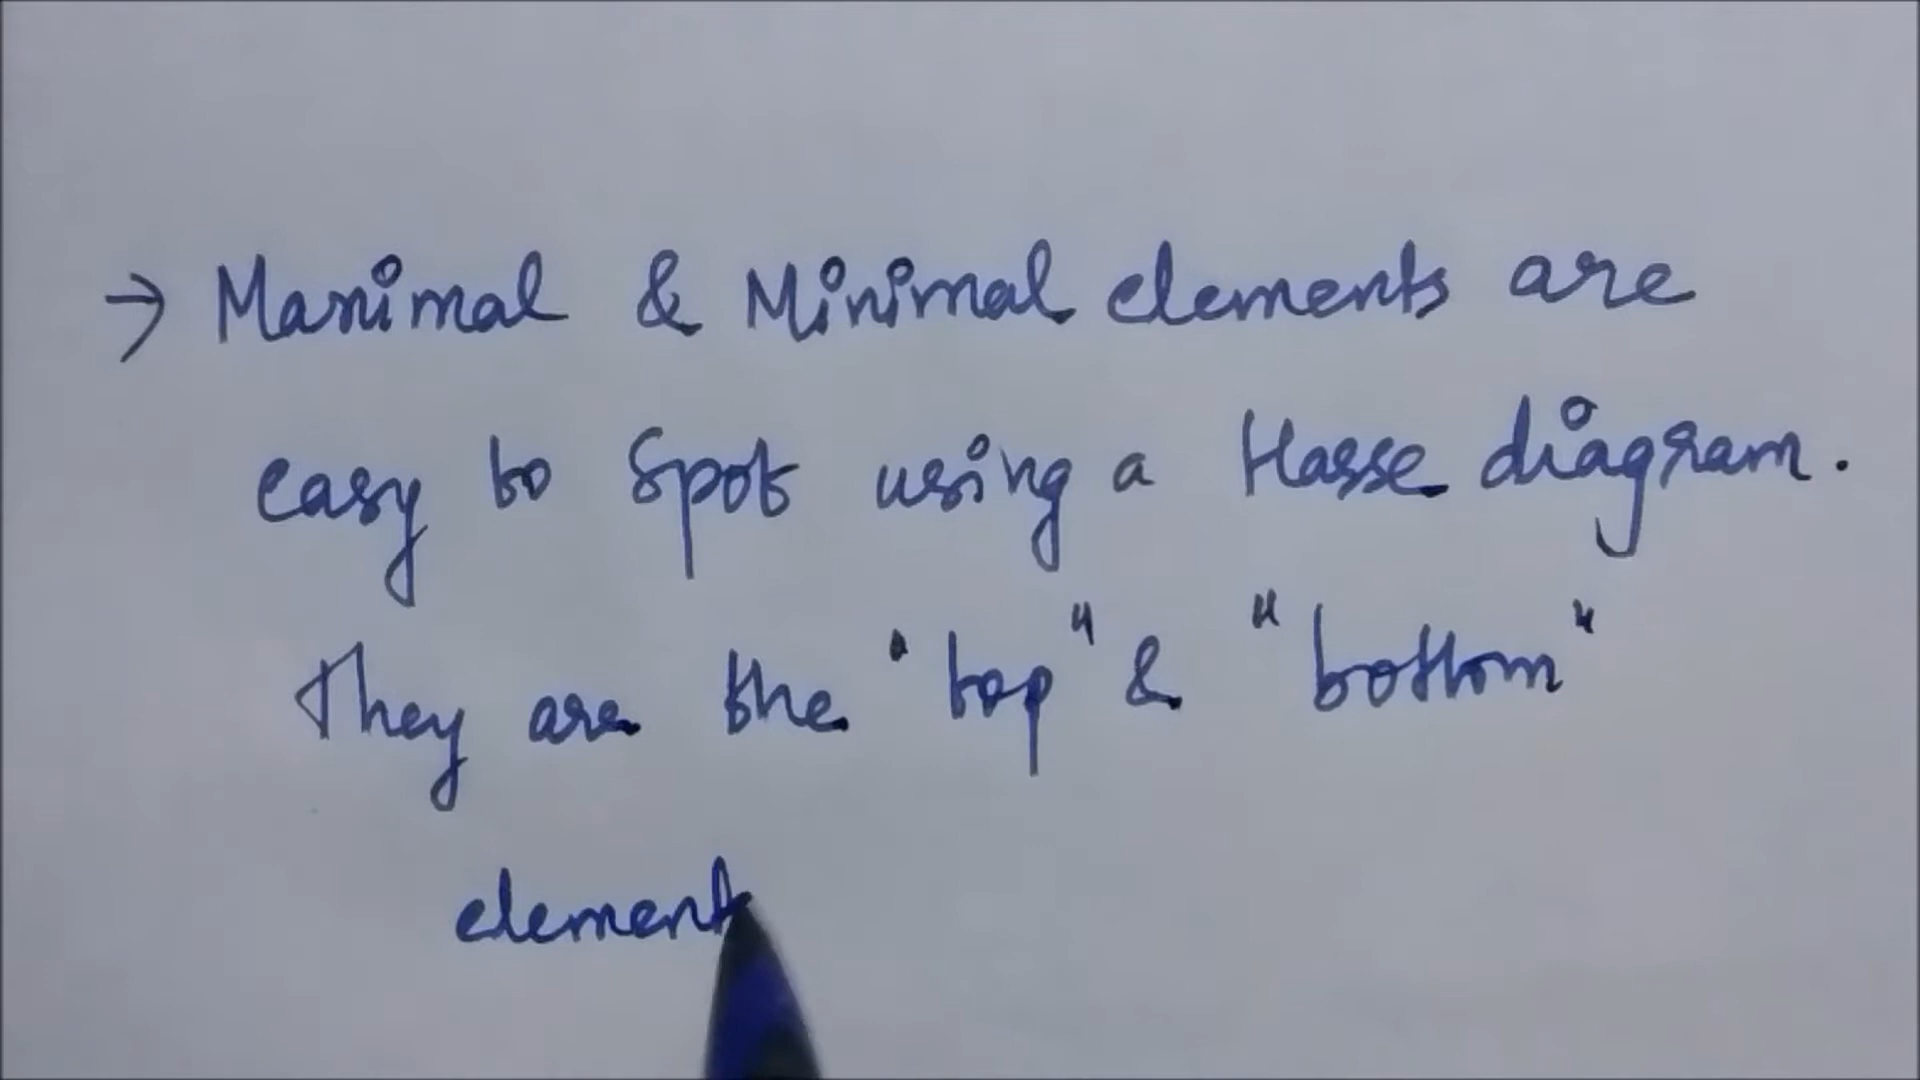 → Maximal & Minimal elements are
easy to spot using a Hasse diagram.
They are the "top" & "bottom"
element